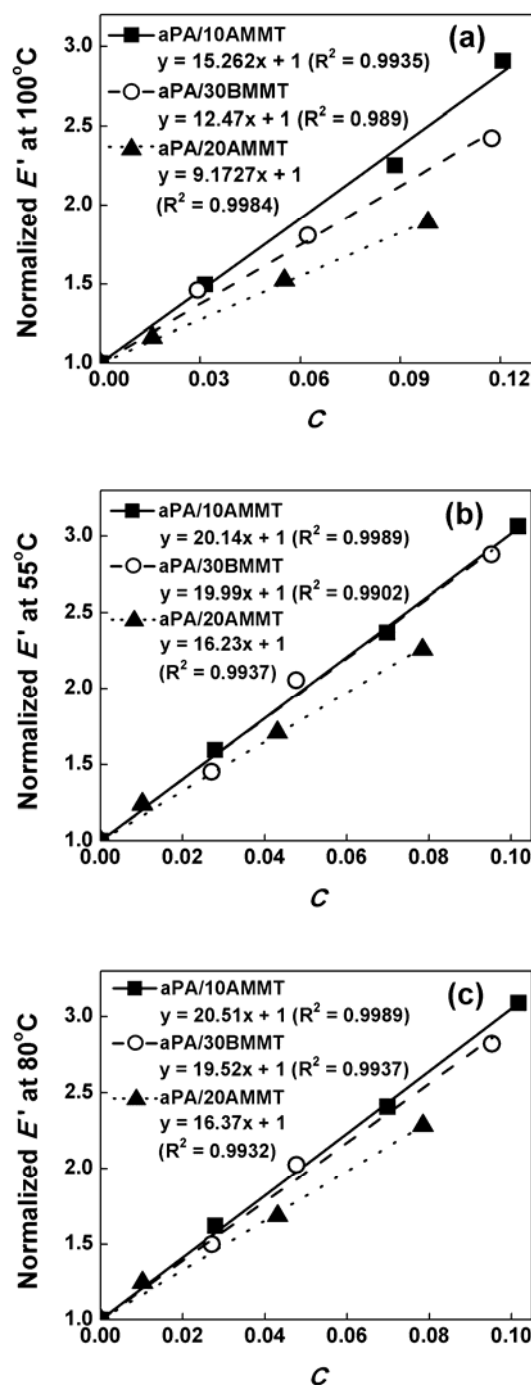 (a)
aPA/10AMMT
y = 15.262x + 1 (R² = 0.9935)
aPA/30BMMT
y = 12.47x + 1 (R² = 0.989)
aPA/20AMMT
y = 9.1727x + 1
(R² = 0.9984)
Normalized E' at 100°C
3.0
2.5
2.0
1.5
1.0
0.00 0.03 0.06 0.09 0.12
C
(b)
aPA/10AMMT
y = 20.14x + 1 (R² = 0.9989)
aPA/30BMMT
y = 19.99x + 1 (R² = 0.9902)
aPA/20AMMT
y = 16.23x + 1
(R² = 0.9937)
Normalized E' at 55°C
3.0
2.5
2.0
1.5
1.0
0.00 0.02 0.04 0.06 0.08 0.10
C
(c)
aPA/10AMMT
y = 20.51x + 1 (R² = 0.9989)
aPA/30BMMT
y = 19.52x + 1 (R² = 0.9937)
aPA/20AMMT
y = 16.37x + 1
(R² = 0.9932)
Normalized E' at 80°C
3.0
2.5
2.0
1.5
1.0
0.00 0.02 0.04 0.06 0.08 0.10
C